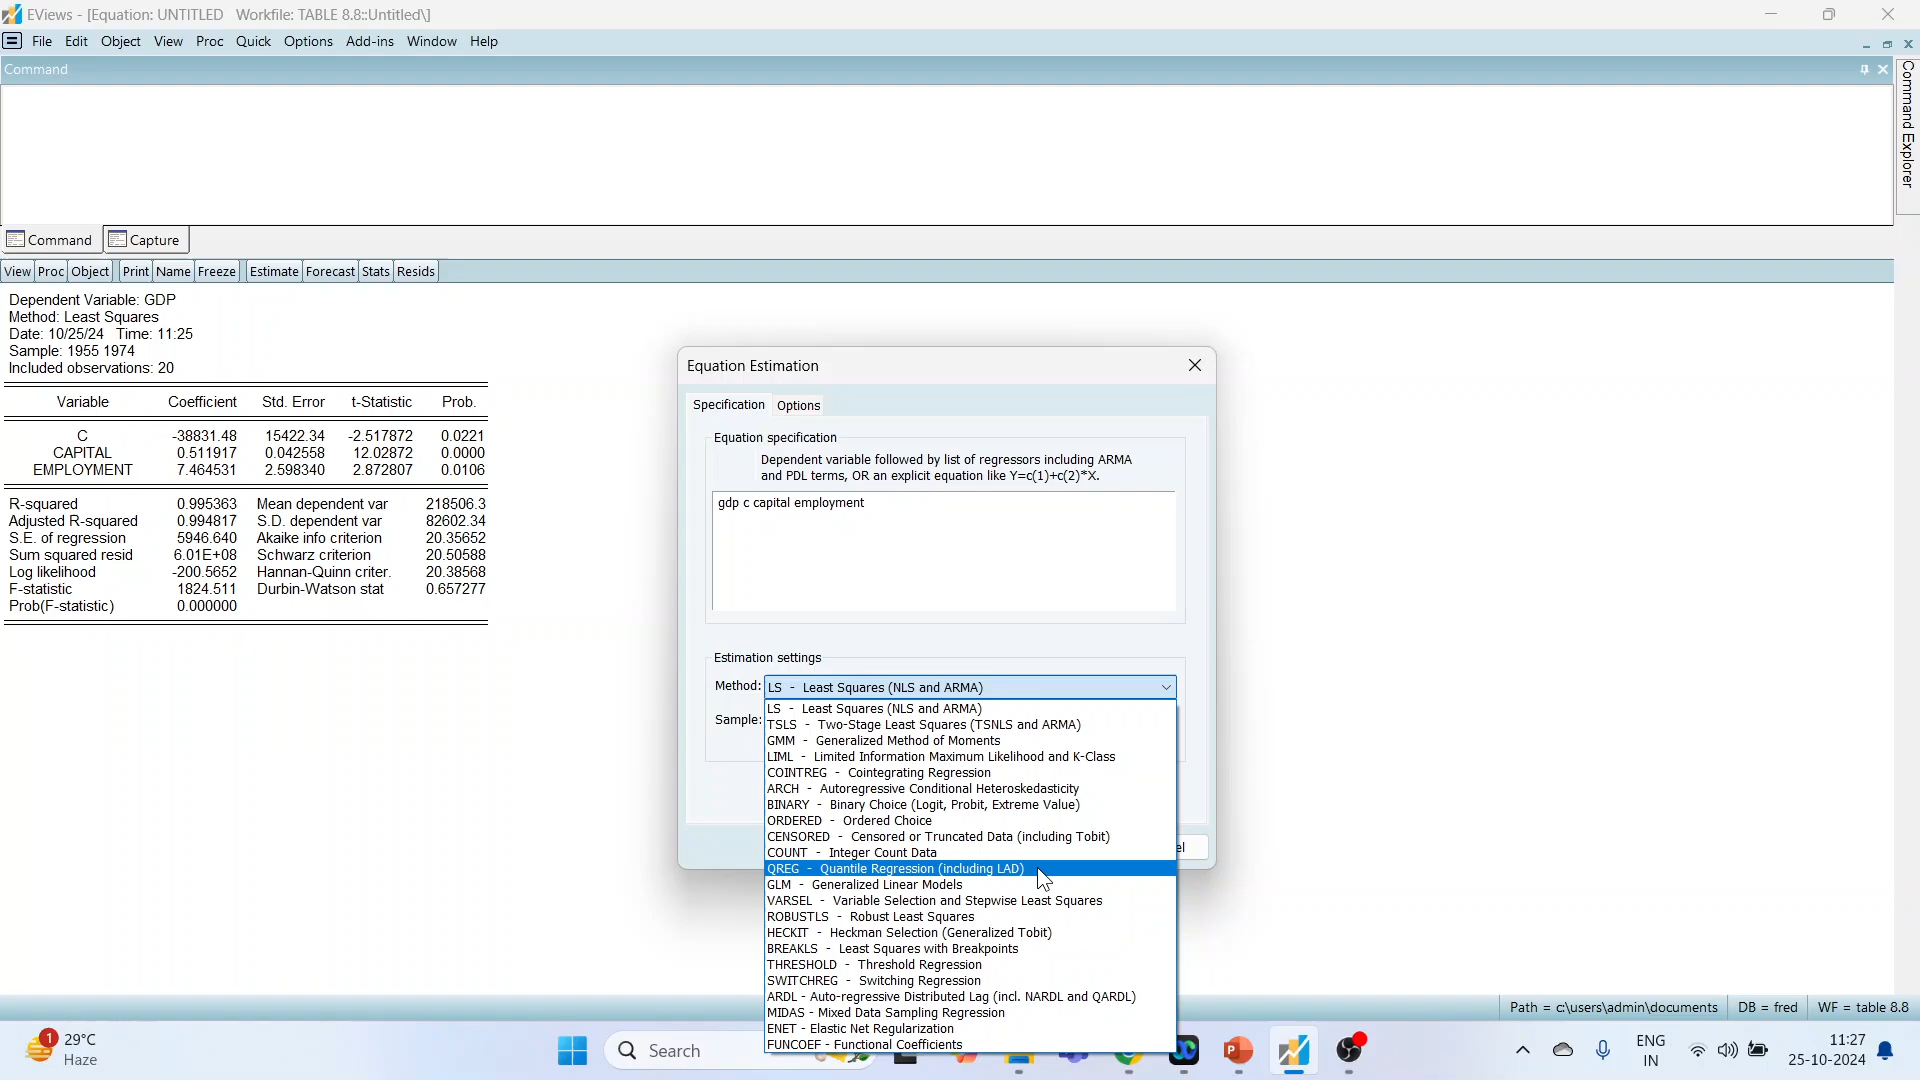 EViews - [Equation: UNTITLED   Workfile: TABLE 8.8::Untitled\]
File Edit Object View Proc Quick Options Add-ins Window Help
Command
Command Explorer
Command Capture
View Proc Object Print Name Freeze Estimate Forecast Stats Resids
Dependent Variable: GDP
Method: Least Squares
Date: 10/25/24   Time: 11:25
Sample: 1955 1974
Included observations: 20
Variable Coefficient Std. Error t-Statistic Prob.
C -38831.48 15422.34 -2.517872 0.0221
CAPITAL 0.511917 0.042558 12.02872 0.0000
EMPLOYMENT 7.464531 2.598340 2.872807 0.0106
R-squared 0.995363 Mean dependent var 218506.3
Adjusted R-squared 0.994817 S.D. dependent var 82602.34
S.E. of regression 5946.640 Akaike info criterion 20.35652
Sum squared resid 6.01E+08 Schwarz criterion 20.50588
Log likelihood -200.5652 Hannan-Quinn criter. 20.38568
F-statistic 1824.511 Durbin-Watson stat 0.657277
Prob(F-statistic) 0.000000
Equation Estimation
Specification Options
Equation specification
Dependent variable followed by list of regressors including ARMA
and PDL terms, OR an explicit equation like Y=c(1)+c(2)*X.
gdp c capital employment
Estimation settings
Method: LS - Least Squares (NLS and ARMA)
Sample:
LS - Least Squares (NLS and ARMA)
TSLS - Two-Stage Least Squares (TSNLS and ARMA)
GMM - Generalized Method of Moments
LIML - Limited Information Maximum Likelihood and K-Class
COINTREG - Cointegrating Regression
ARCH - Autoregressive Conditional Heteroskedasticity
BINARY - Binary Choice (Logit, Probit, Extreme Value)
ORDERED - Ordered Choice
CENSORED - Censored or Truncated Data (including Tobit)
COUNT - Integer Count Data
QREG - Quantile Regression (including LAD)
GLM - Generalized Linear Models
VARSEL - Variable Selection and Stepwise Least Squares
ROBUSTLS - Robust Least Squares
HECKIT - Heckman Selection (Generalized Tobit)
BREAKLS - Least Squares with Breakpoints
THRESHOLD - Threshold Regression
SWITCHREG - Switching Regression
ARDL - Auto-regressive Distributed Lag (incl. NARDL and QARDL)
MIDAS - Mixed Data Sampling Regression
ENET - Elastic Net Regularization
FUNCOEF - Functional Coefficients
Path = c:\users\admin\documents DB = fred WF = table 8.8
1
29°C
Haze
Search
ENG
IN
11:27
25-10-2024